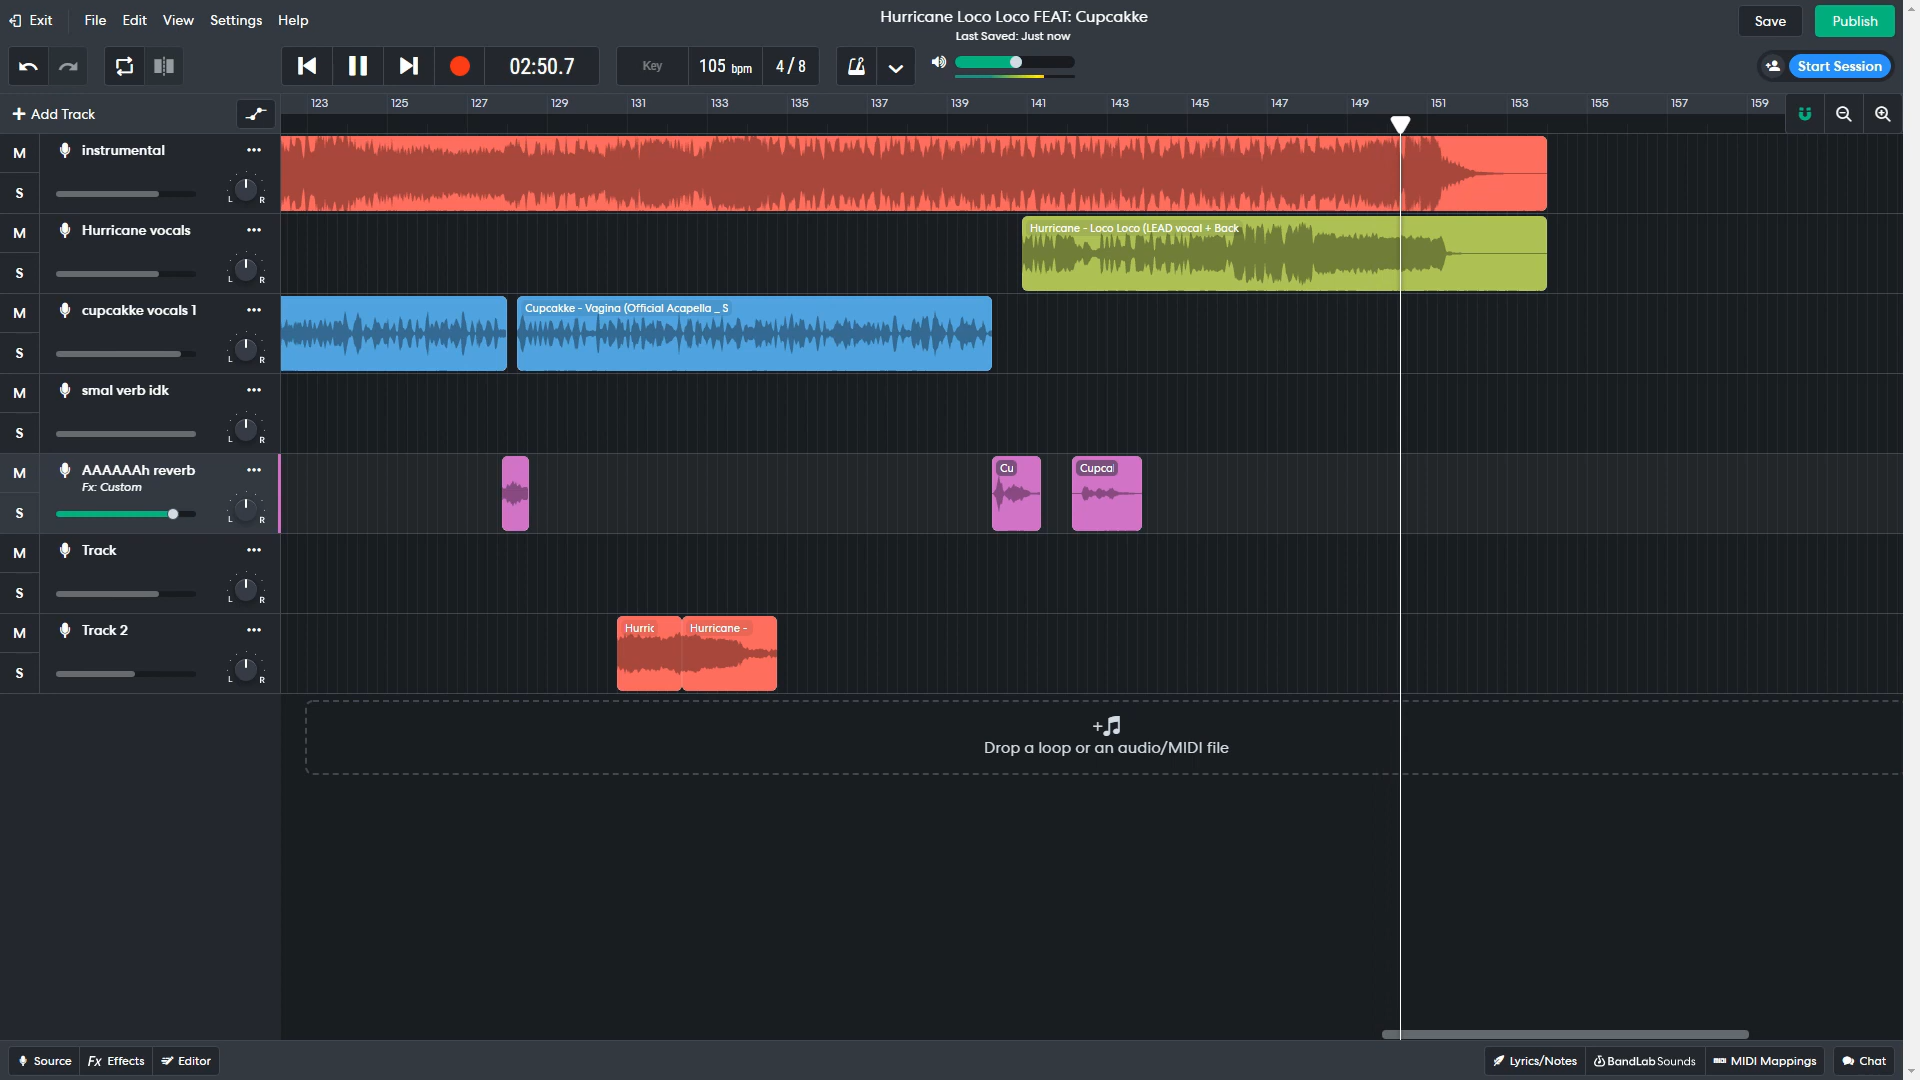 Exit File Edit View Settings Help
Hurricane Loco Loco FEAT: Cupcakke
Last Saved: Just now
Save Publish
02:50.7 Key 105 bpm 4 / 8
Start Session
Add Track
123 125 127 129 131 133 135 137 139 141 143 145 147 149 151 153 155 157 159
M instrumental
S L R
M Hurricane vocals
Hurricane - Loco Loco (LEAD vocal + Back
S L R
M cupcakke vocals 1
Cupcakke - Vagina (Official Acapella _ S
S L R
M smal verb idk
S L R
M AAAAAAh reverb
Fx: Custom
Cu Cupcal
S L R
M Track
S L R
M Track 2
Hurric Hurricane -
S L R
Drop a loop or an audio/MIDI file
Source Fx Effects Editor
Lyrics/Notes BandLab Sounds MIDI Mappings Chat